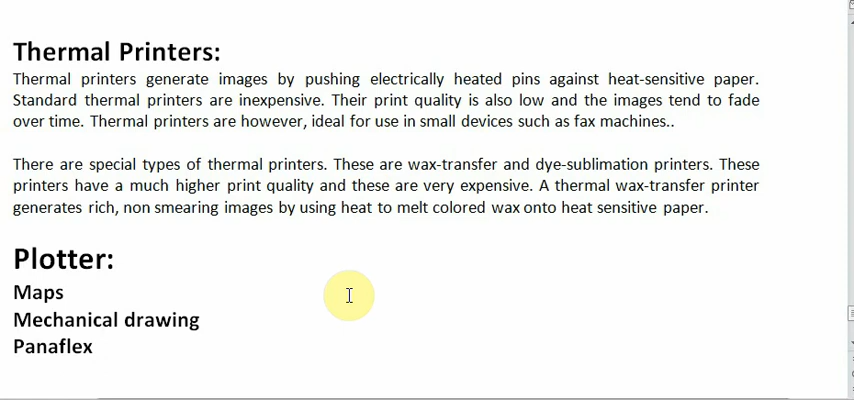 Thermal Printers:
Thermal printers generate images by pushing electrically heated pins against heat-sensitive paper.
Standard thermal printers are inexpensive. Their print quality is also low and the images tend to fade
over time. Thermal printers are however, ideal for use in small devices such as fax machines..
There are special types of thermal printers. These are wax-transfer and dye-sublimation printers. These
printers have a much higher print quality and these are very expensive. A thermal wax-transfer printer
generates rich, non smearing images by using heat to melt colored wax onto heat sensitive paper.
Plotter:
Maps
Mechanical drawing
Panaflex